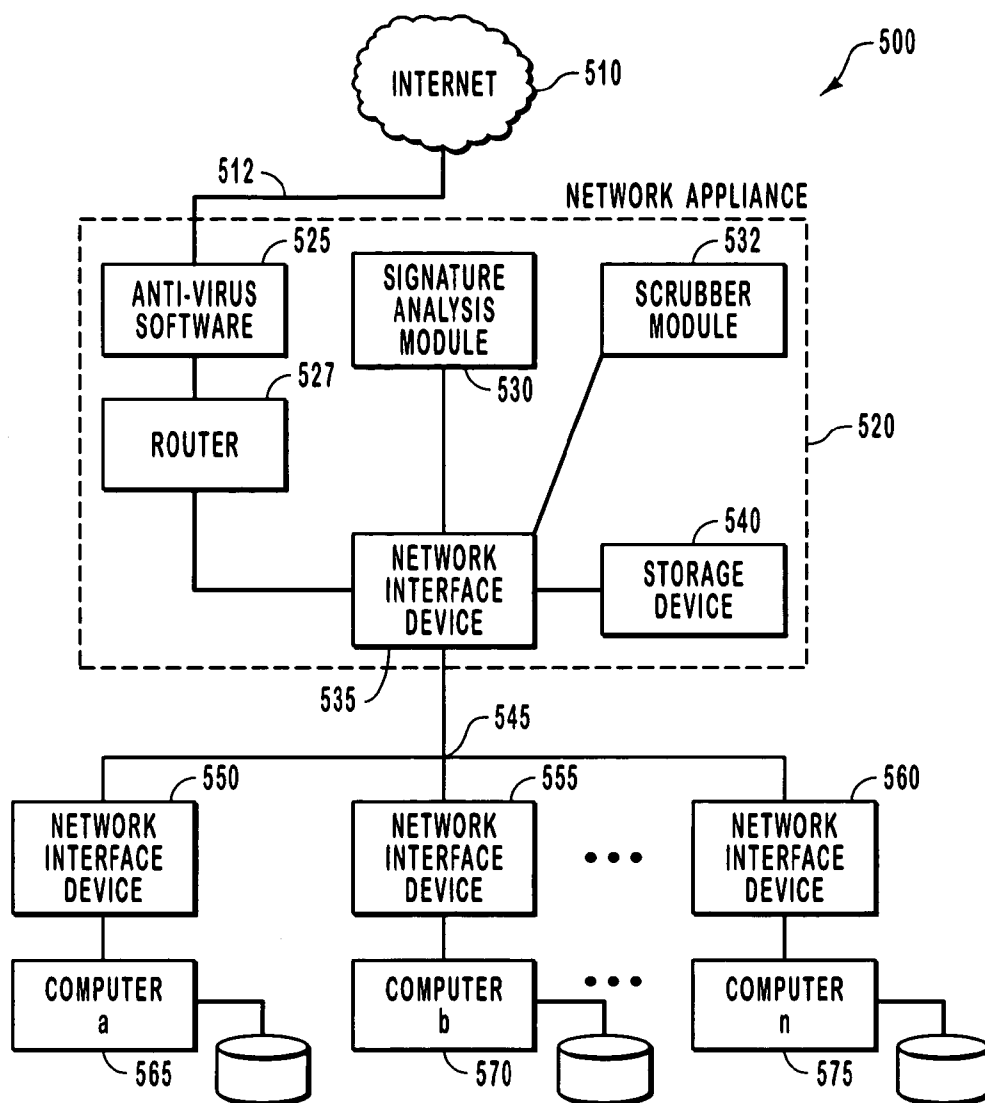 500
INTERNET
510
512
NETWORK APPLIANCE
525
532
ANTI-VIRUS
SOFTWARE
SIGNATURE
ANALYSIS
MODULE
SCRUBBER
MODULE
527
530
ROUTER
520
540
NETWORK
INTERFACE
DEVICE
STORAGE
DEVICE
535
545
550
555
560
NETWORK
INTERFACE
DEVICE
NETWORK
INTERFACE
DEVICE
•••
NETWORK
INTERFACE
DEVICE
COMPUTER
a
COMPUTER
b
•••
COMPUTER
n
565
570
575